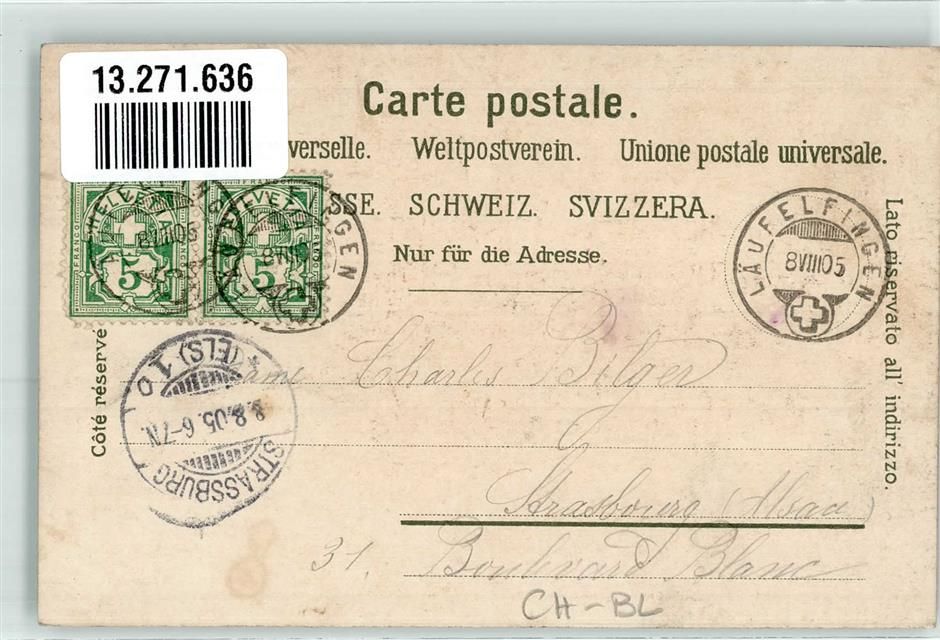 13.271.636
Carte postale.
verselle. Weltpostverein. Unione postale universale.
SSE. SCHWEIZ. SVIZZERA.
Nur für die Adresse.
HELVETIA
FRANCO
5
HELVETIA
FRANCO
5
LÄUFELFINGEN
8 VIII 05
Côté réservé
Lato riservato all' indirizzo.
STRASSBURG (ELS) 1
8.8.05. 6-7N.
Charles Bilger
Strasbourg (Alsace)
31. Boulevard Blanc
CH-BL